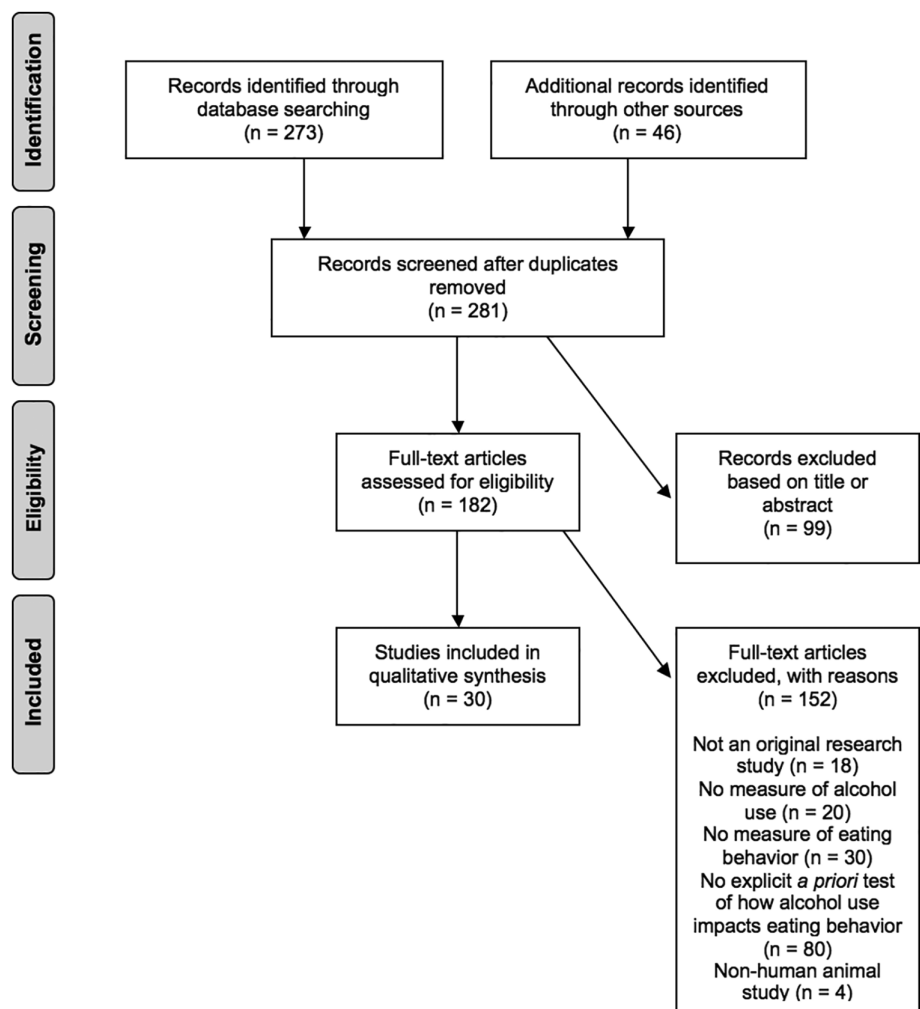 Identification
Records identified through
database searching
(n = 273)
Additional records identified
through other sources
(n = 46)
Screening
Records screened after duplicates
removed
(n = 281)
Eligibility
Full-text articles
assessed for eligibility
(n = 182)
Records excluded
based on title or
abstract
(n = 99)
Included
Studies included in
qualitative synthesis
(n = 30)
Full-text articles
excluded, with reasons
(n = 152)
Not an original research
study (n = 18)
No measure of alcohol
use (n = 20)
No measure of eating
behavior (n = 30)
No explicit a priori test
of how alcohol use
impacts eating behavior
(n = 80)
Non-human animal
study (n = 4)